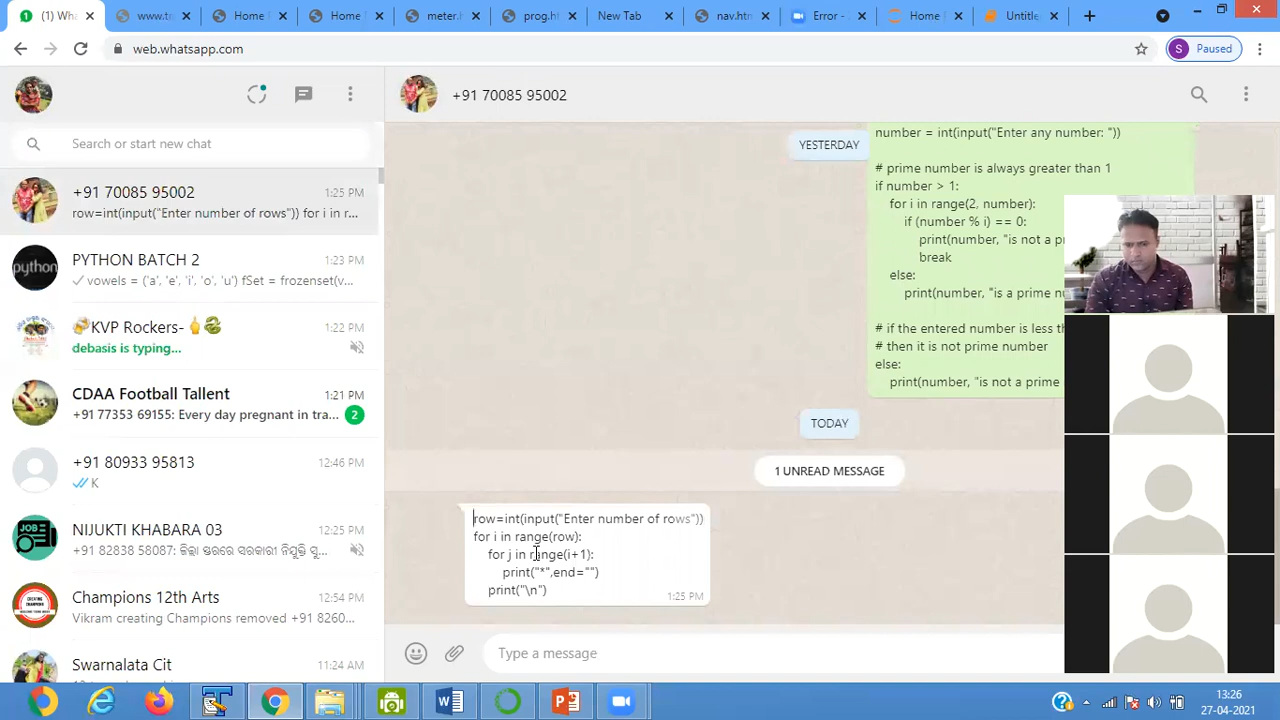 (1) Wha
www.tr
Home
Home
meter.l
prog.ht
New Tab
nav.htm
Error -
Home
Untitle
web.whatsapp.com
S
Paused
+91 70085 95002
Search or start new chat
+91 70085 95002
1:25 PM
row=int(input("Enter number of rows")) for i in r...
PYTHON BATCH 2
1:23 PM
python
vowels = ('a', 'e', 'i', 'o', 'u') fSet = frozenset(v...
KVP Rockers-
1:22 PM
debasis is typing...
CDAA Football Tallent
1:21 PM
+91 77353 69155: Every day pregnant in tra...
2
+91 80933 95813
12:46 PM
K
NIJUKTI KHABARA 03
12:25 PM
JOB
+91 82838 58087: ଜିଲ୍ଲା ସ୍ତରରେ ସରକାରୀ ନିଯୁକ୍ତି ସୁ...
Champions 12th Arts
12:54 PM
Vikram creating Champions removed +91 8260...
Swarnalata Cit
11:24 AM
YESTERDAY
number = int(input("Enter any number: "))
# prime number is always greater than 1
if number > 1:
for i in range(2, number):
if (number % i) == 0:
print(number, "is not a p
break
else:
print(number, "is a prime nu
# if the entered number is less th
# then it is not prime number
else:
print(number, "is not a prime
TODAY
1 UNREAD MESSAGE
row=int(input("Enter number of rows"))
for i in range(row):
for j in range(i+1):
print("*",end="")
print("\n")
1:25 PM
Type a message
13:26
27-04-2021